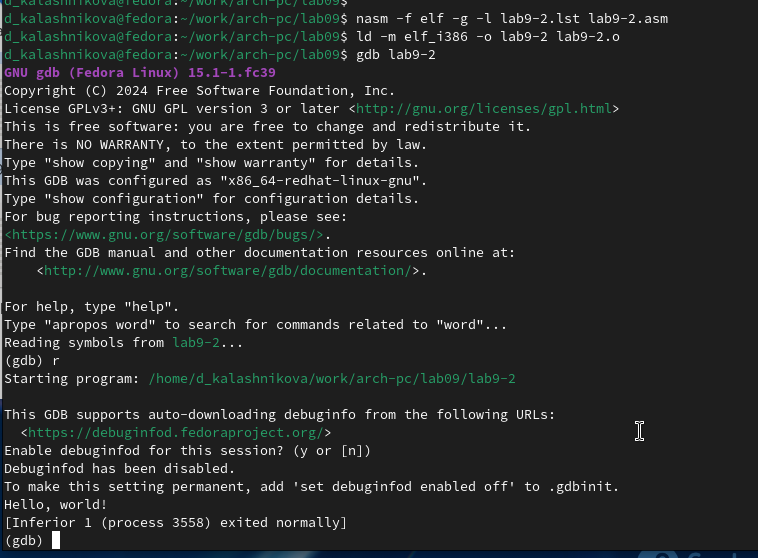 d_kalashnikova@fedora:~/work/arch-pc/lab09$
d_kalashnikova@fedora:~/work/arch-pc/lab09$ nasm -f elf -g -l lab9-2.lst lab9-2.asm
d_kalashnikova@fedora:~/work/arch-pc/lab09$ ld -m elf_i386 -o lab9-2 lab9-2.o
d_kalashnikova@fedora:~/work/arch-pc/lab09$ gdb lab9-2
GNU gdb (Fedora Linux) 15.1-1.fc39
Copyright (C) 2024 Free Software Foundation, Inc.
License GPLv3+: GNU GPL version 3 or later <http://gnu.org/licenses/gpl.html>
This is free software: you are free to change and redistribute it.
There is NO WARRANTY, to the extent permitted by law.
Type "show copying" and "show warranty" for details.
This GDB was configured as "x86_64-redhat-linux-gnu".
Type "show configuration" for configuration details.
For bug reporting instructions, please see:
<https://www.gnu.org/software/gdb/bugs/>.
Find the GDB manual and other documentation resources online at:
    <http://www.gnu.org/software/gdb/documentation/>.

For help, type "help".
Type "apropos word" to search for commands related to "word"...
Reading symbols from lab9-2...
(gdb) r
Starting program: /home/d_kalashnikova/work/arch-pc/lab09/lab9-2

This GDB supports auto-downloading debuginfo from the following URLs:
  <https://debuginfod.fedoraproject.org/>
Enable debuginfod for this session? (y or [n])
Debuginfod has been disabled.
To make this setting permanent, add 'set debuginfod enabled off' to .gdbinit.
Hello, world!
[Inferior 1 (process 3558) exited normally]
(gdb)